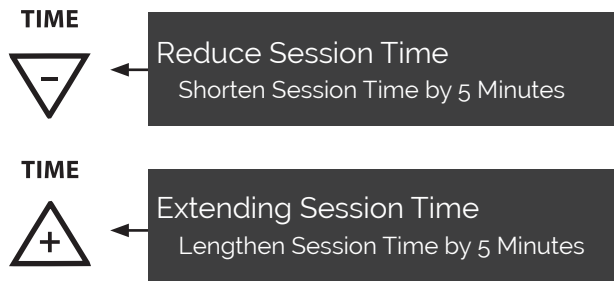 TIME
-
Reduce Session Time
Shorten Session Time by 5 Minutes
TIME
+
Extending Session Time
Lengthen Session Time by 5 Minutes